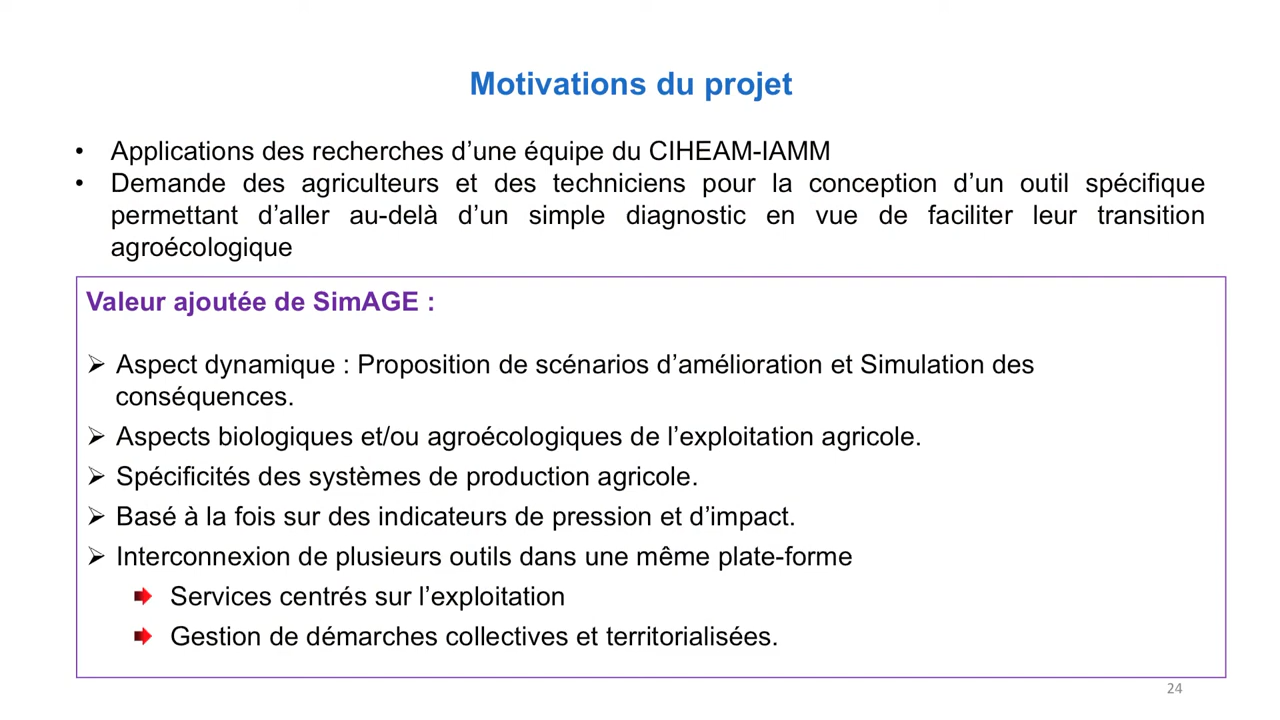 Motivations du projet
• Applications des recherches d’une équipe du CIHEAM-IAMM
• Demande des agriculteurs et des techniciens pour la conception d’un outil spécifique
permettant d’aller au-delà d’un simple diagnostic en vue de faciliter leur transition
agroécologique
Valeur ajoutée de SimAGE :
➢ Aspect dynamique : Proposition de scénarios d’amélioration et Simulation des
conséquences.
➢ Aspects biologiques et/ou agroécologiques de l’exploitation agricole.
➢ Spécificités des systèmes de production agricole.
➢ Basé à la fois sur des indicateurs de pression et d’impact.
➢ Interconnexion de plusieurs outils dans une même plate-forme
Services centrés sur l’exploitation
Gestion de démarches collectives et territorialisées.
24